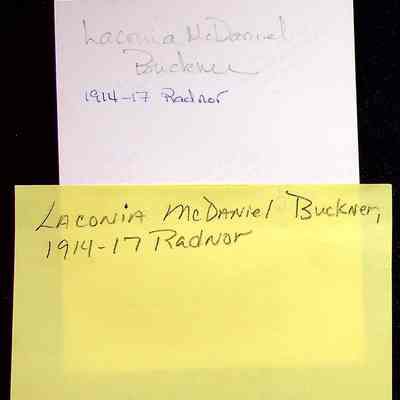 Laconia McDaniel
Buckner
1914-17 Radnor
Laconia McDaniel Buckner,
1914-17 Radnor